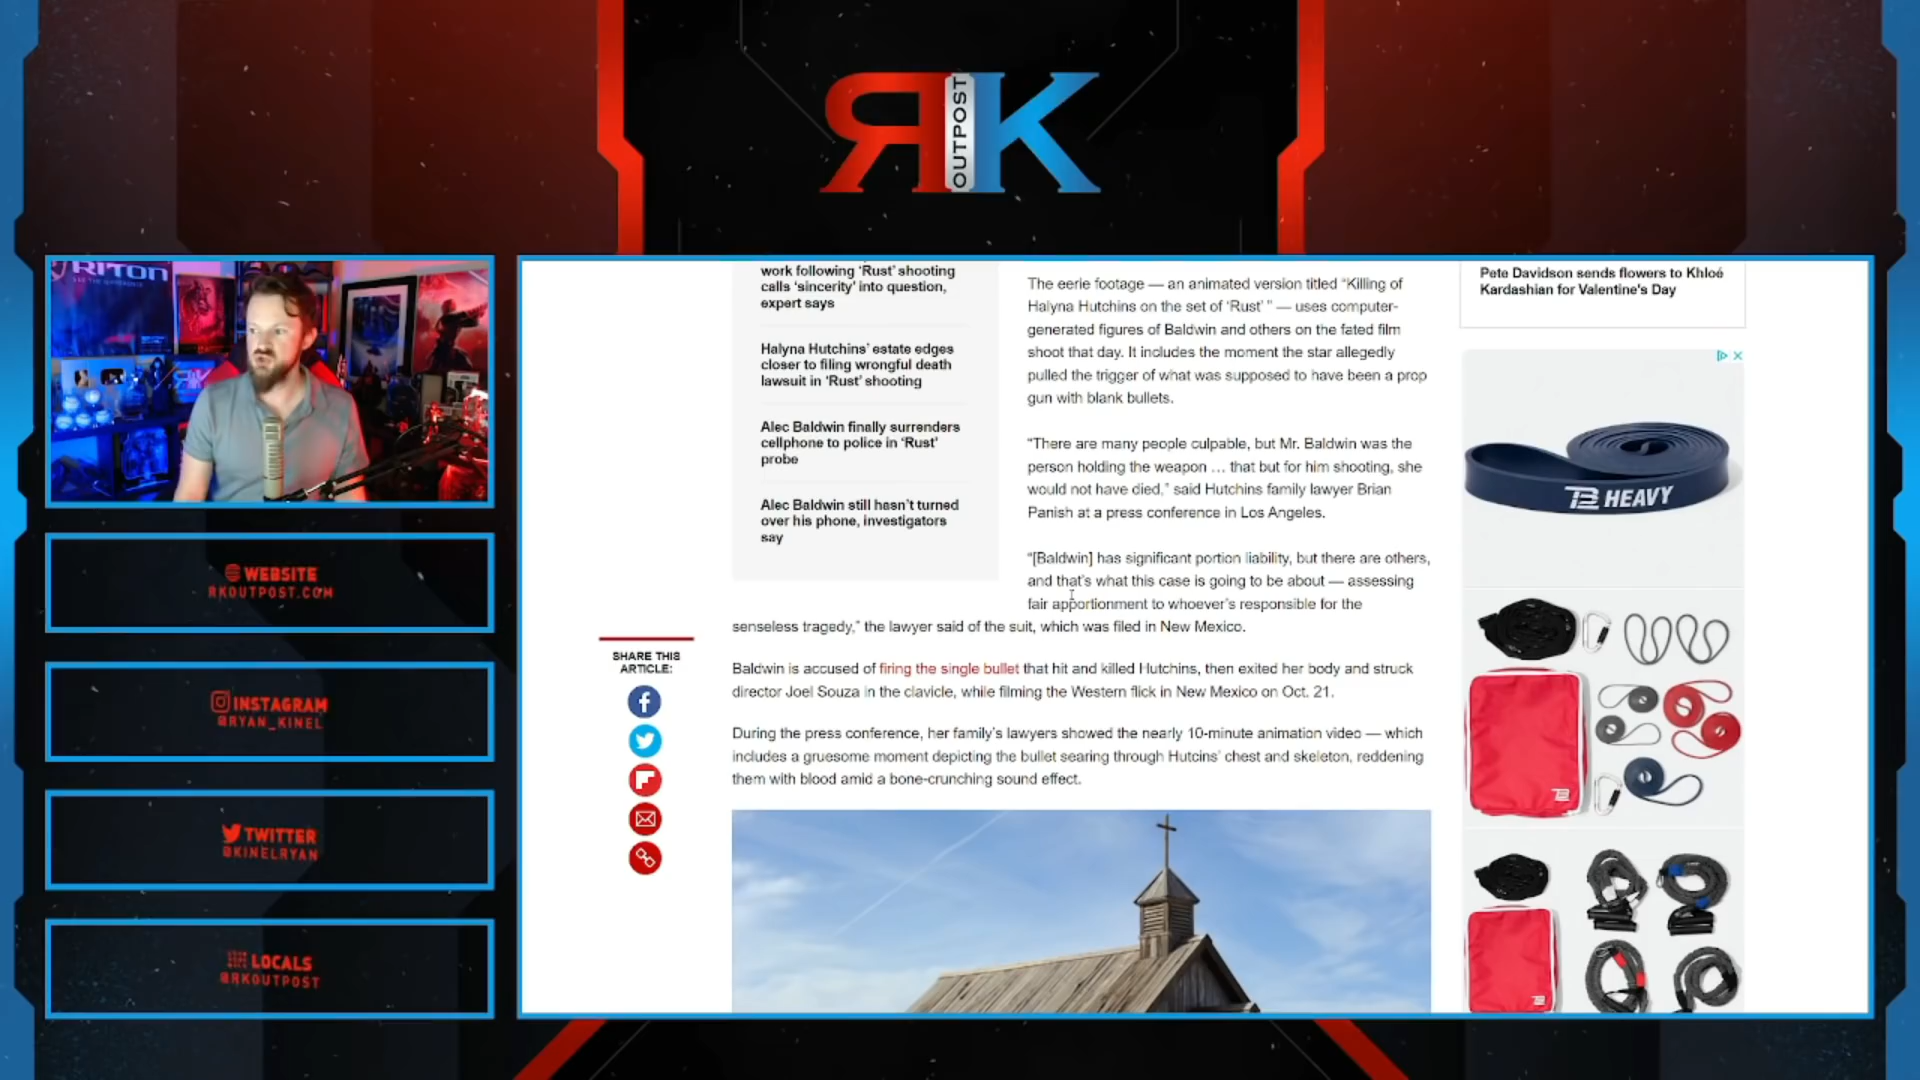 RK
OUTPOST
RITON
WEBSITE
RKOUTPOST.COM
INSTAGRAM
@RYAN_KINEL
TWITTER
@KINELRYAN
LOCALS
@RKOUTPOST
work following ‘Rust’ shooting
calls ‘sincerity’ into question,
expert says
Halyna Hutchins’ estate edges
closer to filing wrongful death
lawsuit in ‘Rust’ shooting
Alec Baldwin finally surrenders
cellphone to police in ‘Rust’
probe
Alec Baldwin still hasn’t turned
over his phone, investigators
say
SHARE THIS
ARTICLE:
The eerie footage — an animated version titled “Killing of
Halyna Hutchins on the set of ‘Rust’ ” — uses computer-
generated figures of Baldwin and others on the fated film
shoot that day. It includes the moment the star allegedly
pulled the trigger of what was supposed to have been a prop
gun with blank bullets.
“There are many people culpable, but Mr. Baldwin was the
person holding the weapon … that but for him shooting, she
would not have died,” said Hutchins family lawyer Brian
Panish at a press conference in Los Angeles.
“[Baldwin] has significant portion liability, but there are others,
and that’s what this case is going to be about — assessing
fair apportionment to whoever’s responsible for the
senseless tragedy,” the lawyer said of the suit, which was filed in New Mexico.
Baldwin is accused of firing the single bullet that hit and killed Hutchins, then exited her body and struck
director Joel Souza in the clavicle, while filming the Western flick in New Mexico on Oct. 21.
During the press conference, her family’s lawyers showed the nearly 10-minute animation video — which
includes a gruesome moment depicting the bullet searing through Hutcins’ chest and skeleton, reddening
them with blood amid a bone-crunching sound effect.
Pete Davidson sends flowers to Khloé
Kardashian for Valentine's Day
HEAVY